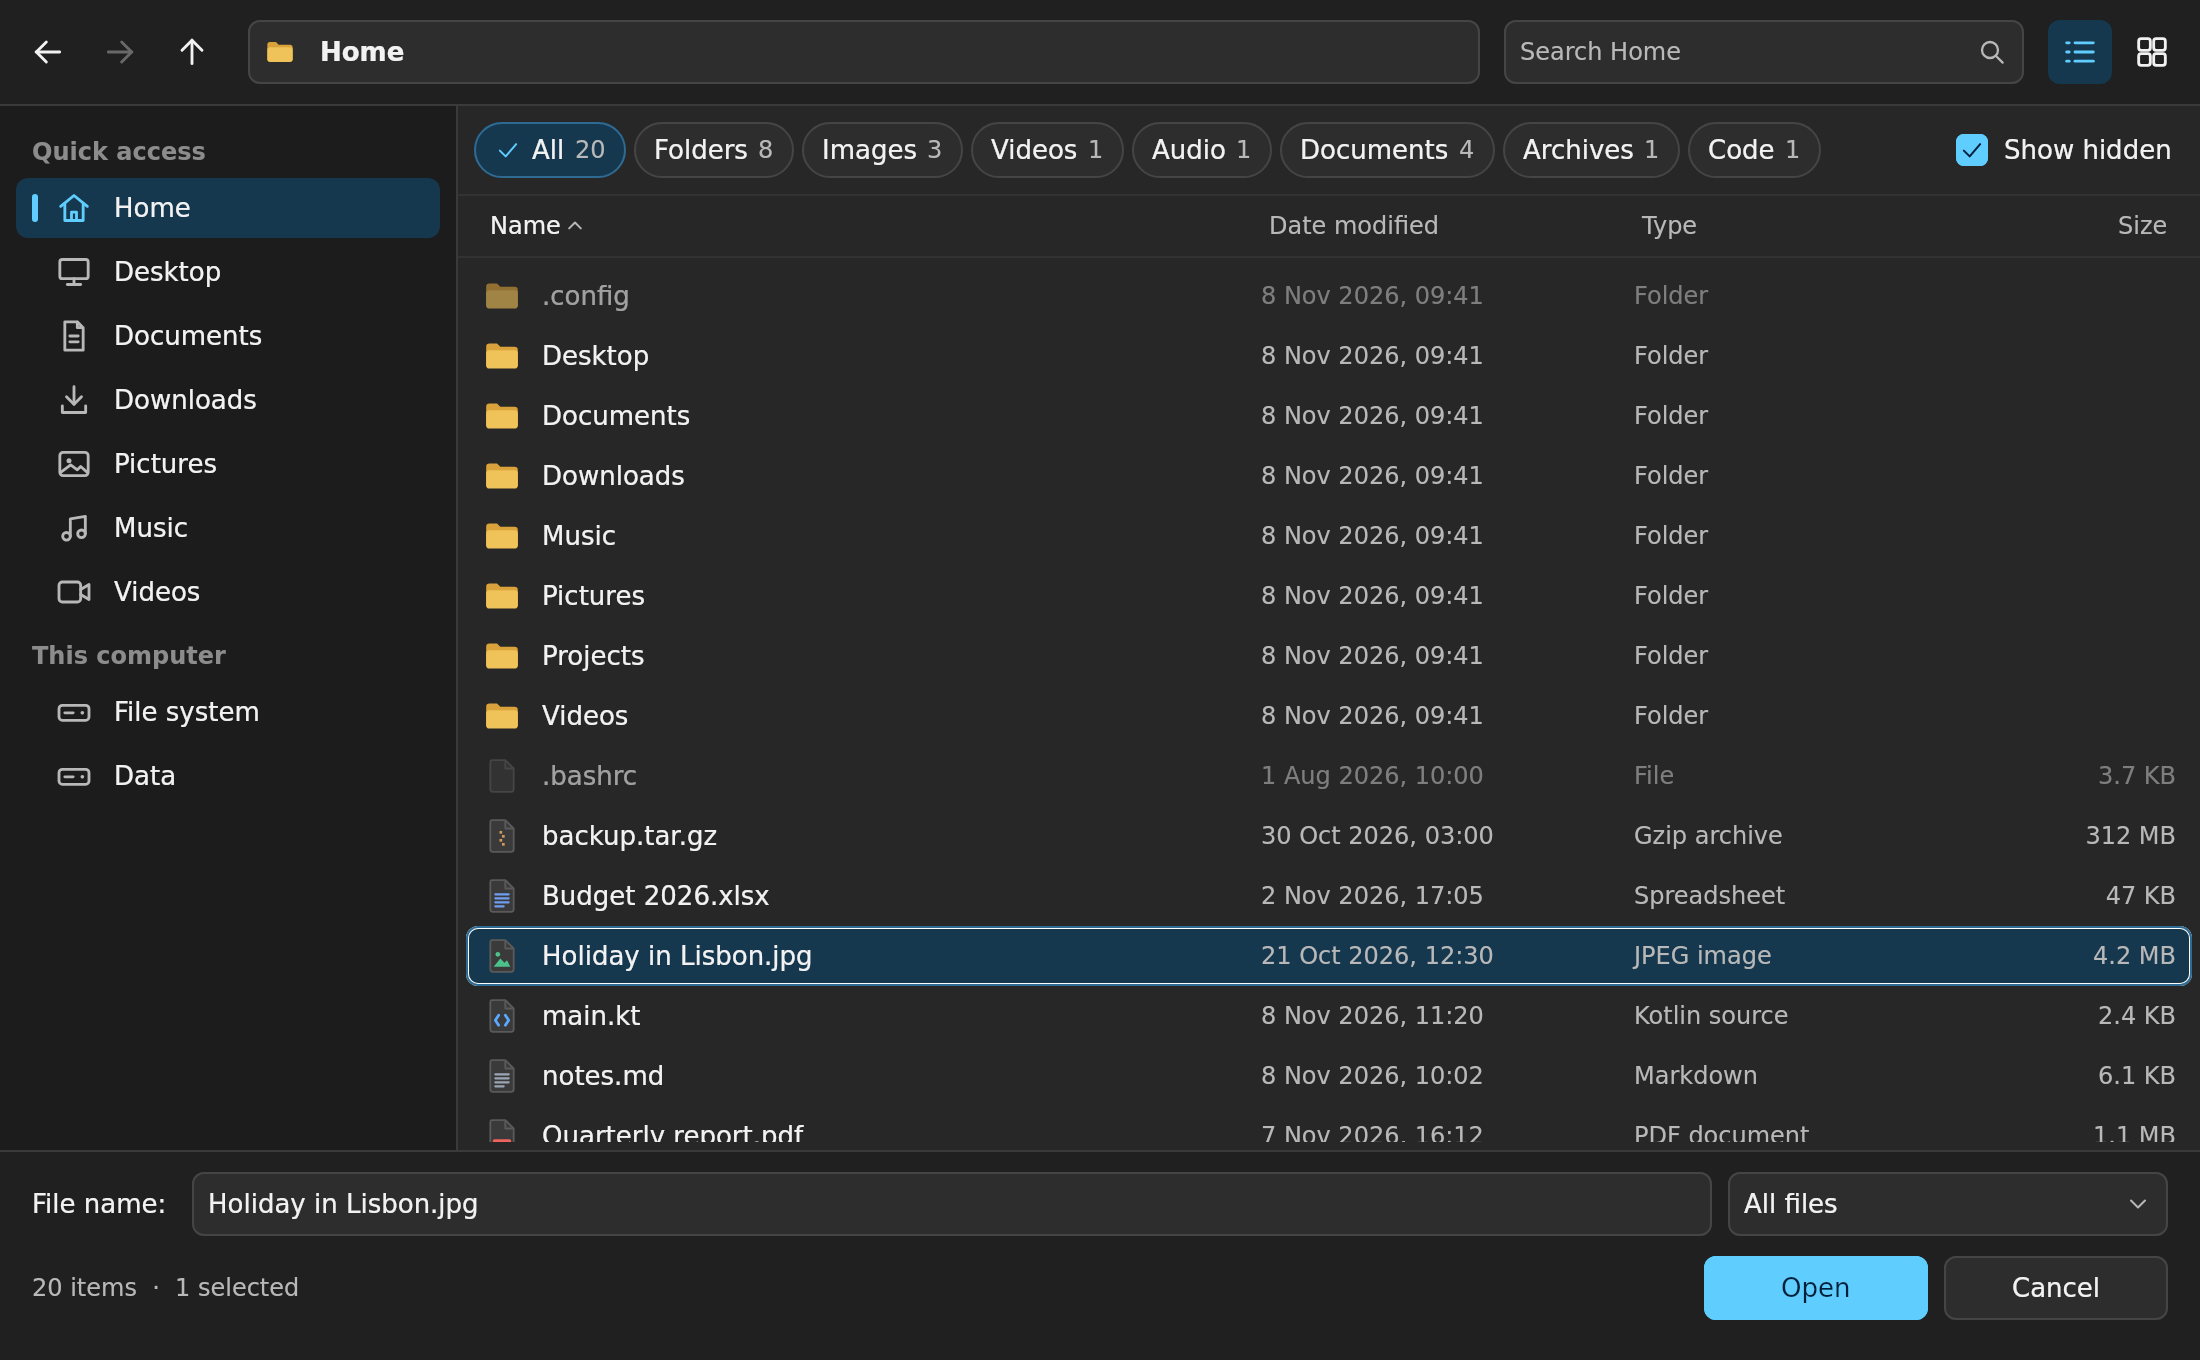 Home
Search Home
Quick access
Home
Desktop
Documents
Downloads
Pictures
Music
Videos
This computer
File system
Data
All 20 Folders 8 Images 3 Videos 1 Audio 1 Documents 4 Archives 1 Code 1 Show hidden
Name Date modified Type Size
.config 8 Nov 2026, 09:41 Folder
Desktop 8 Nov 2026, 09:41 Folder
Documents 8 Nov 2026, 09:41 Folder
Downloads 8 Nov 2026, 09:41 Folder
Music 8 Nov 2026, 09:41 Folder
Pictures 8 Nov 2026, 09:41 Folder
Projects 8 Nov 2026, 09:41 Folder
Videos 8 Nov 2026, 09:41 Folder
.bashrc 1 Aug 2026, 10:00 File 3.7 KB
backup.tar.gz 30 Oct 2026, 03:00 Gzip archive 312 MB
Budget 2026.xlsx 2 Nov 2026, 17:05 Spreadsheet 47 KB
Holiday in Lisbon.jpg 21 Oct 2026, 12:30 JPEG image 4.2 MB
main.kt 8 Nov 2026, 11:20 Kotlin source 2.4 KB
notes.md 8 Nov 2026, 10:02 Markdown 6.1 KB
Quarterly report.pdf 7 Nov 2026, 16:12 PDF document 1.1 MB
File name: Holiday in Lisbon.jpg All files
20 items · 1 selected Open Cancel